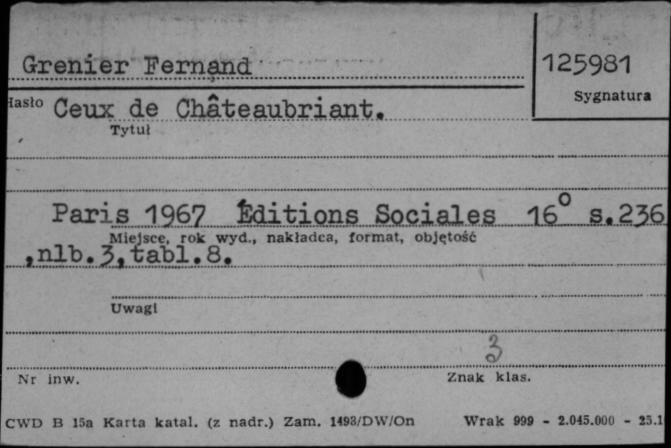 Grenier Fernand
125981
Sygnatura
Hasło Ceux de Châteaubriant.
Tytuł
Paris 1967 Éditions Sociales 16° s.236
Miejsce, rok wyd., nakładca, format, objętość
,nlb.3,tabl.8.
Uwagi
3
Nr inw.
Znak klas.
CWD B 15a Karta katal. (z nadr.) Zam. 1493/DW/On Wrak 999 - 2.045.000 - 25.1